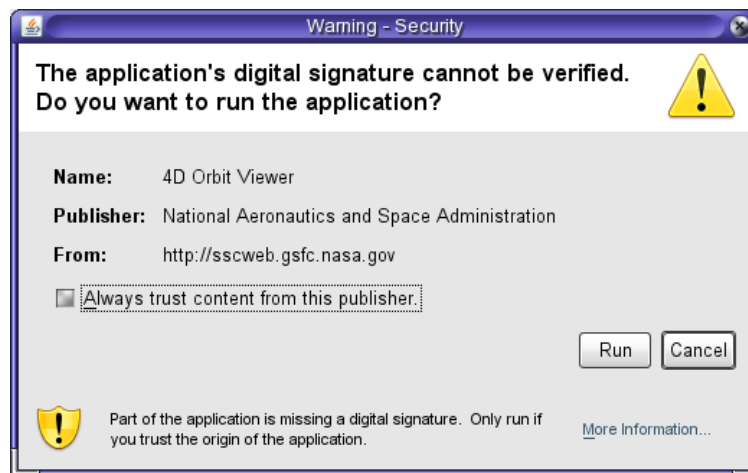 Warning - Security
The application's digital signature cannot be verified.
Do you want to run the application?
Name: 4D Orbit Viewer
Publisher: National Aeronautics and Space Administration
From: http://sscweb.gsfc.nasa.gov
Always trust content from this publisher.
Run Cancel
Part of the application is missing a digital signature. Only run if
you trust the origin of the application.
More Information...